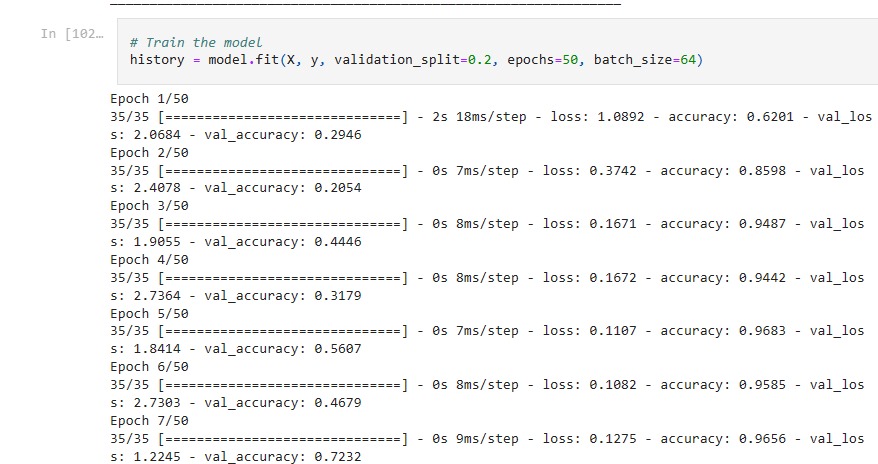 In [102…
# Train the model
history = model.fit(X, y, validation_split=0.2, epochs=50, batch_size=64)
Epoch 1/50
35/35 [==============================] - 2s 18ms/step - loss: 1.0892 - accuracy: 0.6201 - val_los
s: 2.0684 - val_accuracy: 0.2946
Epoch 2/50
35/35 [==============================] - 0s 7ms/step - loss: 0.3742 - accuracy: 0.8598 - val_los
s: 2.4078 - val_accuracy: 0.2054
Epoch 3/50
35/35 [==============================] - 0s 8ms/step - loss: 0.1671 - accuracy: 0.9487 - val_los
s: 1.9055 - val_accuracy: 0.4446
Epoch 4/50
35/35 [==============================] - 0s 8ms/step - loss: 0.1672 - accuracy: 0.9442 - val_los
s: 2.7364 - val_accuracy: 0.3179
Epoch 5/50
35/35 [==============================] - 0s 7ms/step - loss: 0.1107 - accuracy: 0.9683 - val_los
s: 1.8414 - val_accuracy: 0.5607
Epoch 6/50
35/35 [==============================] - 0s 8ms/step - loss: 0.1082 - accuracy: 0.9585 - val_los
s: 2.7303 - val_accuracy: 0.4679
Epoch 7/50
35/35 [==============================] - 0s 9ms/step - loss: 0.1275 - accuracy: 0.9656 - val_los
s: 1.2245 - val_accuracy: 0.7232